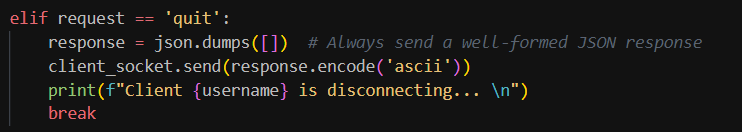 elif request == 'quit':
    response = json.dumps([])  # Always send a well-formed JSON response
    client_socket.send(response.encode('ascii'))
    print(f"Client {username} is disconnecting... \n")
    break